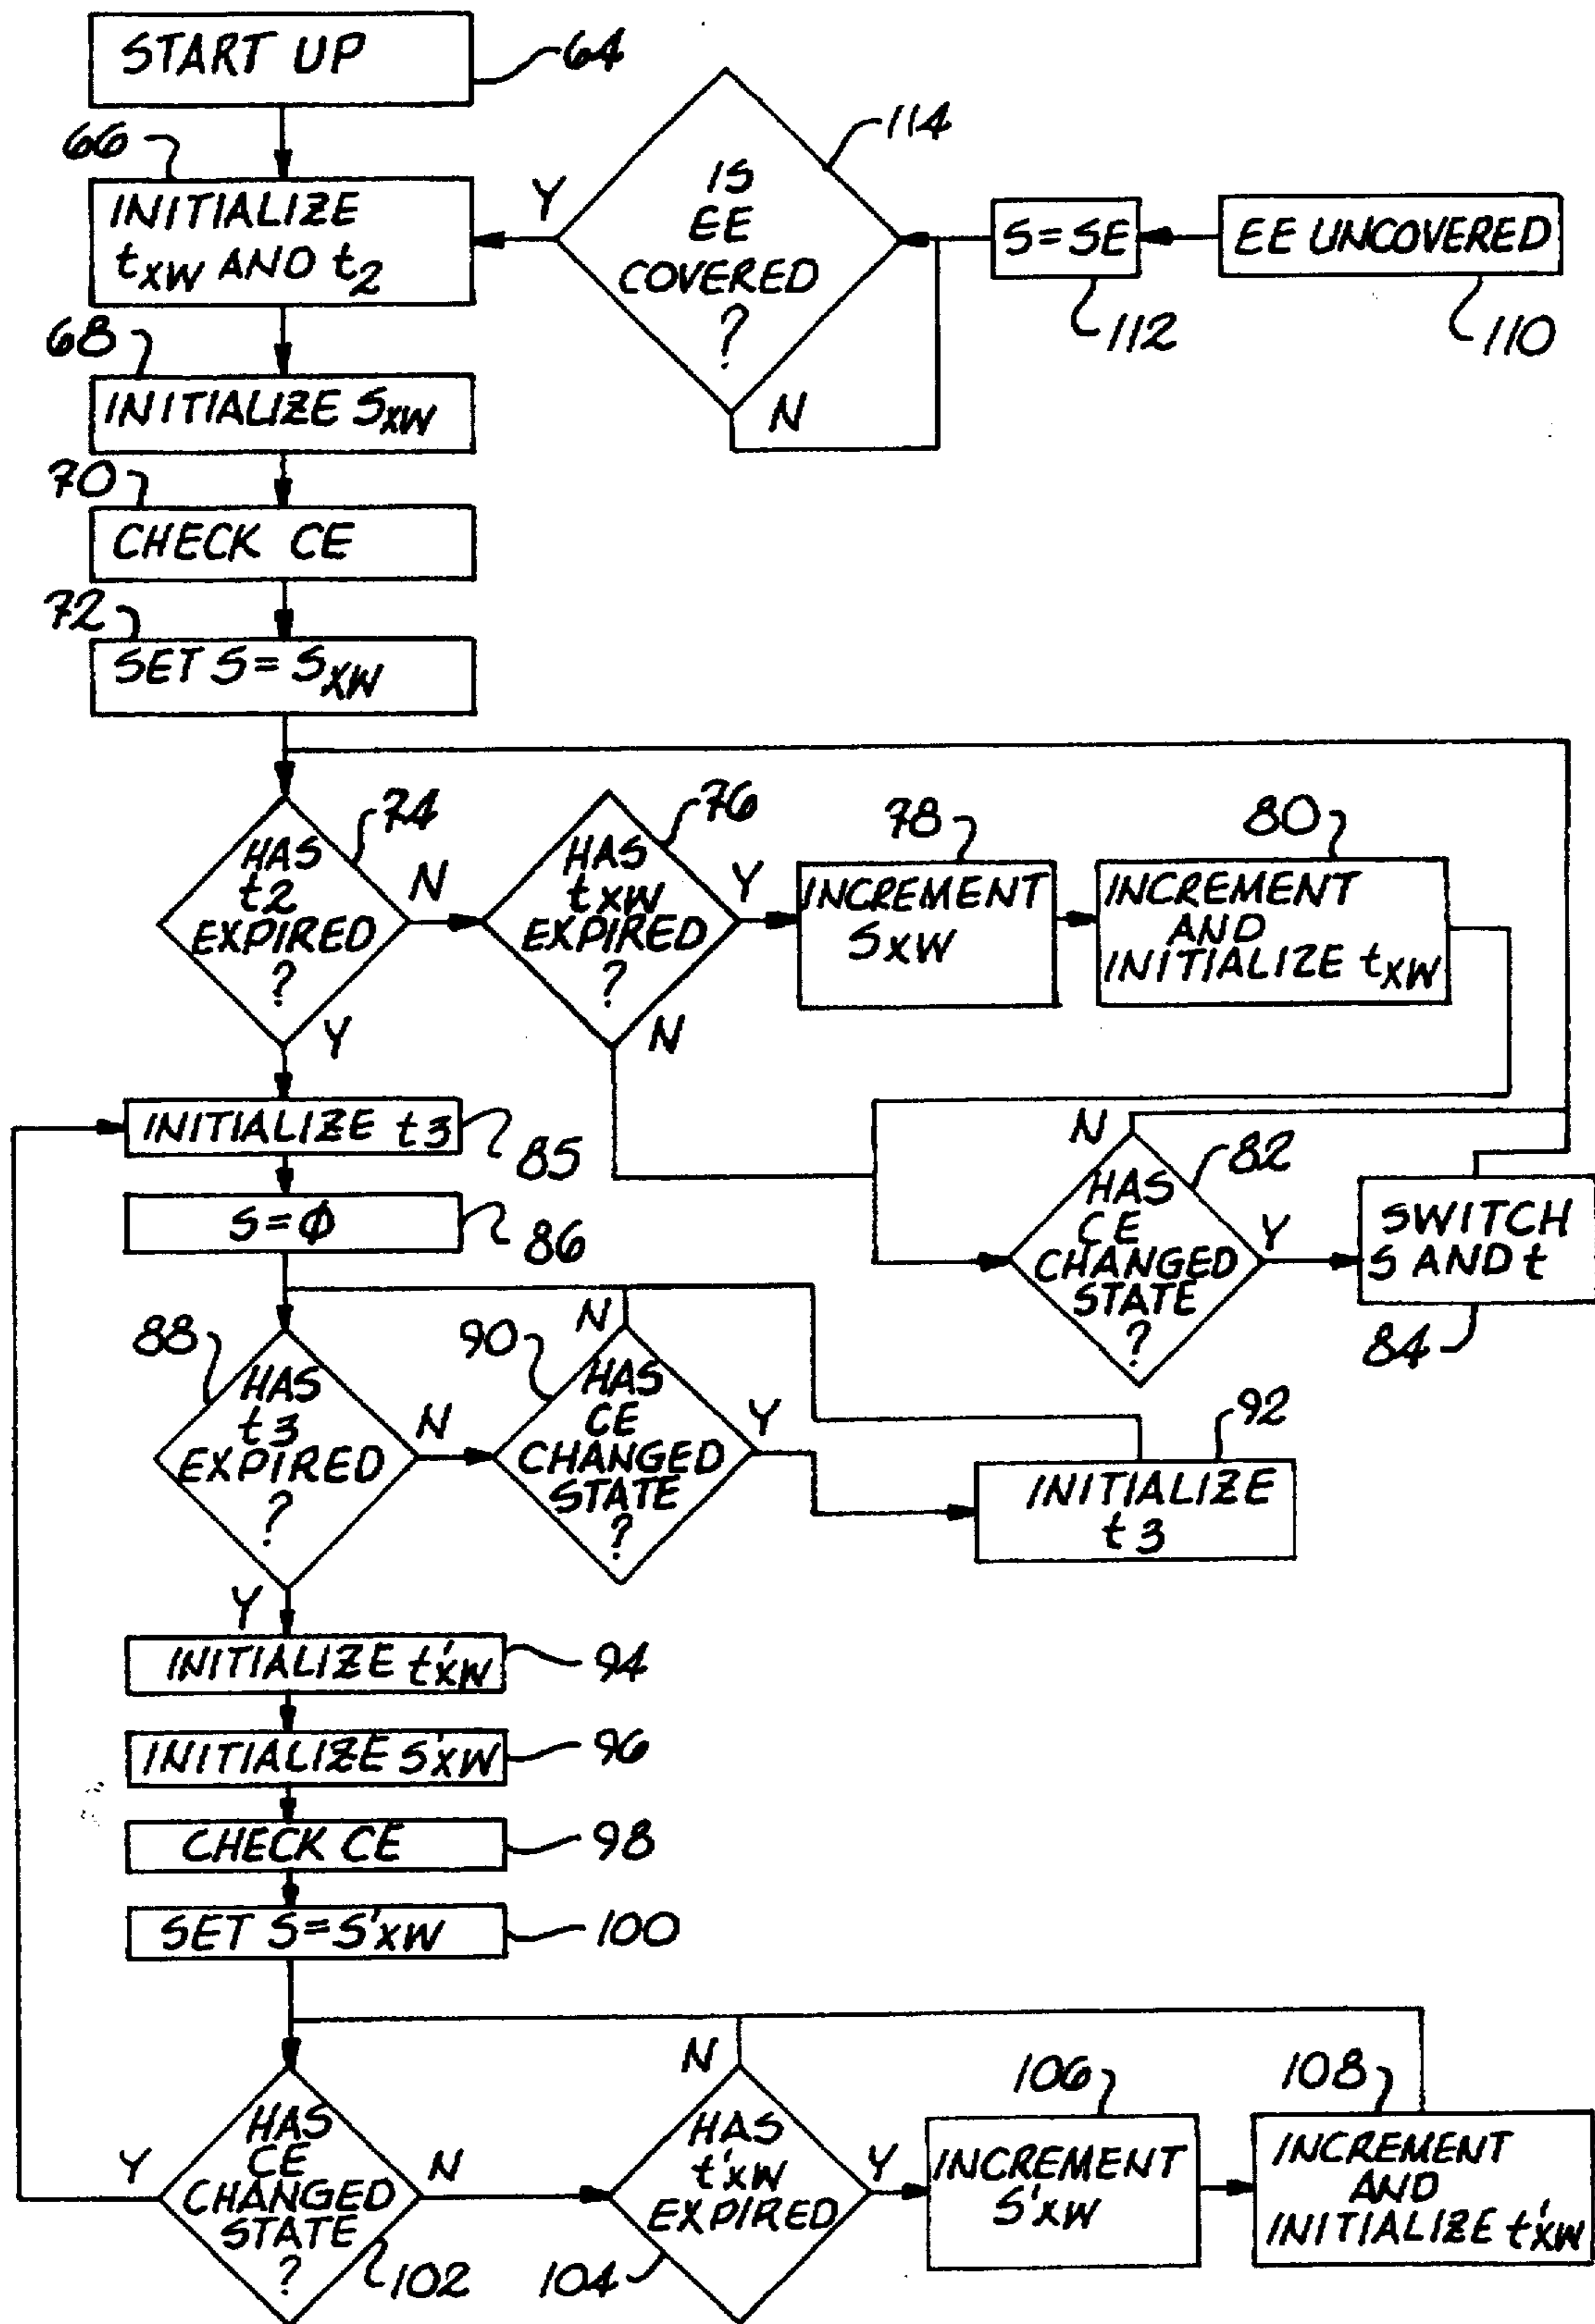 START UP
64
66
INITIALIZE
tXW AND t2
Y
IS
EE
COVERED
?
114
N
S=SE
112
EE UNCOVERED
110
68
INITIALIZE SXW
70
CHECK CE
72
SET S=SXW
HAS
t2
EXPIRED
?
74
N
Y
HAS
tXW
EXPIRED
?
76
Y
N
78
INCREMENT
SXW
80
INCREMENT
AND
INITIALIZE tXW
INITIALIZE t3
85
S=φ
86
N
HAS
CE
CHANGED
STATE
?
82
Y
SWITCH
S AND t
84
88
HAS
t3
EXPIRED
?
N
Y
90
N
HAS
CE
CHANGED
STATE
?
Y
92
INITIALIZE
t3
INITIALIZE t'XW
94
INITIALIZE S'XW
96
CHECK CE
98
SET S=S'XW
100
Y
HAS
CE
CHANGED
STATE
?
102
N
N
HAS
t'XW
EXPIRED
104
Y
106
INCREMENT
S'XW
108
INCREMENT
AND
INITIALIZE t'XW